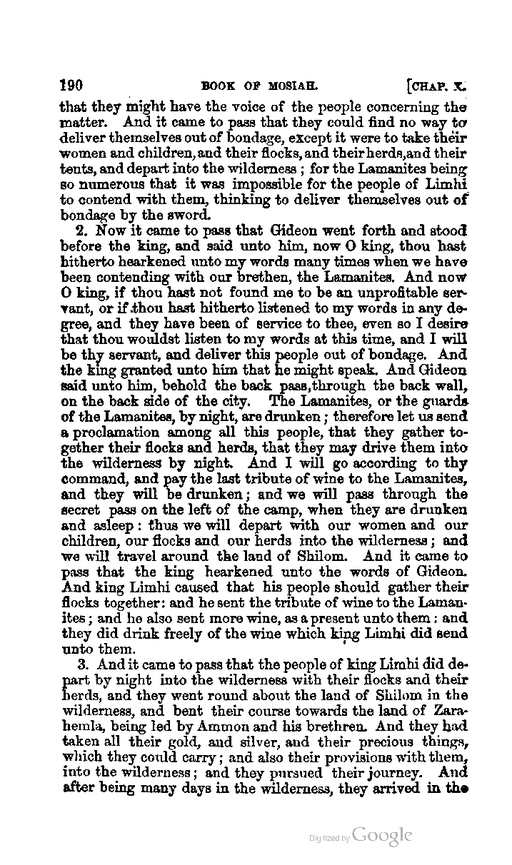 190 BOOK OF MOSIAH. [CHAP. X.
that they might have the voice of the people concerning the
matter. And it came to pass that they could find no way to
deliver themselves out of bondage, except it were to take their
women and children, and their flocks, and their herds, and their
tents, and depart into the wilderness; for the Lamanites being
so numerous that it was impossible for the people of Limhi
to contend with them, thinking to deliver themselves out of
bondage by the sword.
2. Now it came to pass that Gideon went forth and stood
before the king, and said unto him, now O king, thou hast
hitherto hearkened unto my words many times when we have
been contending with our brethen, the Lamanites. And now
O king, if thou hast not found me to be an unprofitable ser-
vant, or if thou hast hitherto listened to my words in any de-
gree, and they have been of service to thee, even so I desire
that thou wouldst listen to my words at this time, and I will
be thy servant, and deliver this people out of bondage. And
the king granted unto him that he might speak. And Gideon
said unto him, behold the back pass, through the back wall,
on the back side of the city. The Lamanites, or the guards
of the Lamanites, by night, are drunken; therefore let us send
a proclamation among all this people, that they gather to-
gether their flocks and herds, that they may drive them into
the wilderness by night. And I will go according to thy
command, and pay the last tribute of wine to the Lamanites,
and they will be drunken; and we will pass through the
secret pass on the left of the camp, when they are drunken
and asleep: thus we will depart with our women and our
children, our flocks and our herds into the wilderness; and
we will travel around the land of Shilom. And it came to
pass that the king hearkened unto the words of Gideon.
And king Limhi caused that his people should gather their
flocks together: and he sent the tribute of wine to the Laman-
ites; and he also sent more wine, as a present unto them: and
they did drink freely of the wine which king Limhi did send
unto them.
3. And it came to pass that the people of king Limhi did de-
part by night into the wilderness with their flocks and their
herds, and they went round about the land of Shilom in the
wilderness, and bent their course towards the land of Zara-
hemla, being led by Ammon and his brethren. And they had
taken all their gold, and silver, and their precious things,
which they could carry; and also their provisions with them,
into the wilderness; and they pursued their journey. And
after being many days in the wilderness, they arrived in the
Digitized by Google